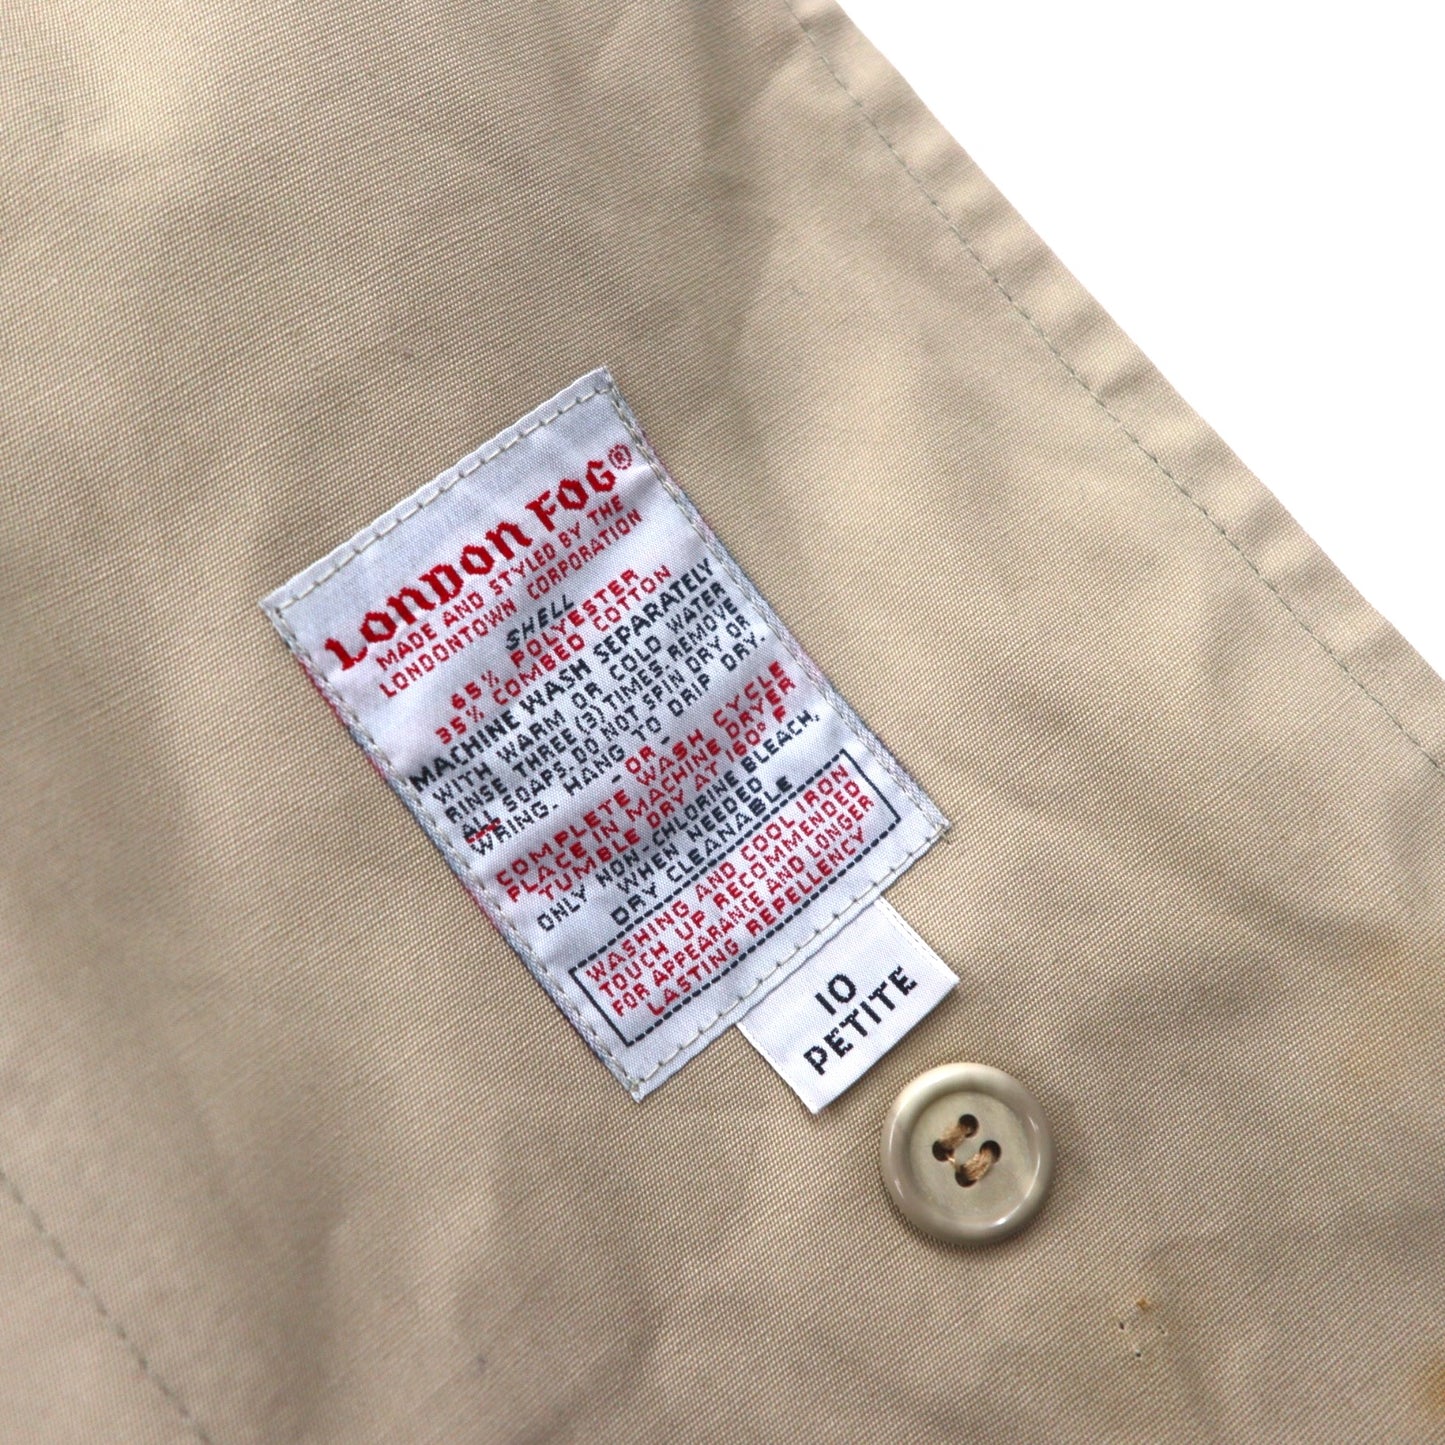 LONDON FOG®
MADE AND STYLED BY THE
LONDONTOWN CORPORATION
SHELL
65% POLYESTER
35% COMBED COTTON
MACHINE WASH SEPARATELY
WITH WARM OR COLD WATER
RINSE THREE (3) TIMES. REMOVE
ALL SOAPS. DO NOT SPIN DRY OR
WRING. HANG TO DRIP DRY.
-OR-
COMPLETE WASH CYCLE
PLACE IN MACHINE DRYER
TUMBLE DRY AT 160° F
ONLY NON-CHLORINE BLEACH,
WHEN NEEDED
DRY CLEANABLE
WASHING AND COOL IRON
TOUCH UP RECOMMENDED
FOR APPEARANCE AND LONGER
LASTING REPELLENCY
10
PETITE